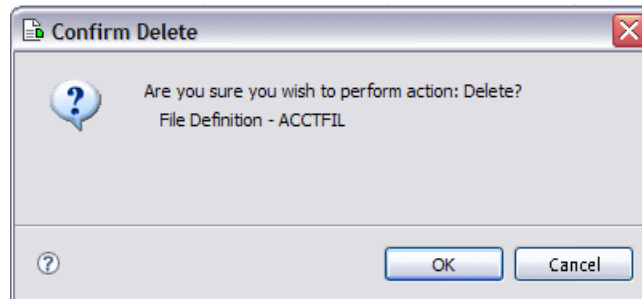 Confirm Delete
Are you sure you wish to perform action: Delete?
File Definition - ACCTFIL
OK
Cancel